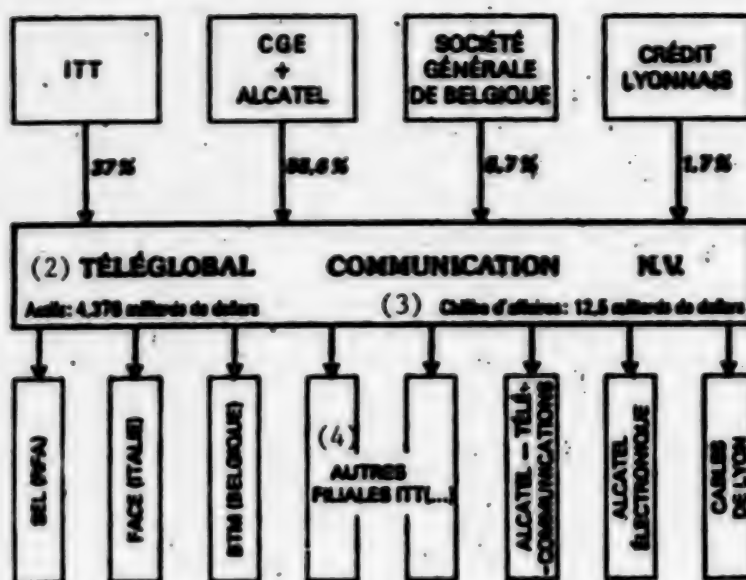 ITT
CGE
+
ALCATEL
SOCIÉTÉ
GÉNÉRALE
DE BELGIQUE
CRÉDIT
LYONNAIS
37%
55,6%
5.7%
1.7%
(2) TÉLÉGLOBAL COMMUNICATION N.V.
Actifs: 4,378 milliards de dollars (3) Chiffre d'affaires: 12,5 milliards de dollars
SEL (RFA)
FACE (ITALIE)
BTM (BELGIQUE)
(4)
AUTRES
FILIALES ITT(...)
ALCATEL – TÉLÉ-
-COMMUNICATIONS
ALCATEL
ÉLECTRONIQUE
CABLES
DE LYON